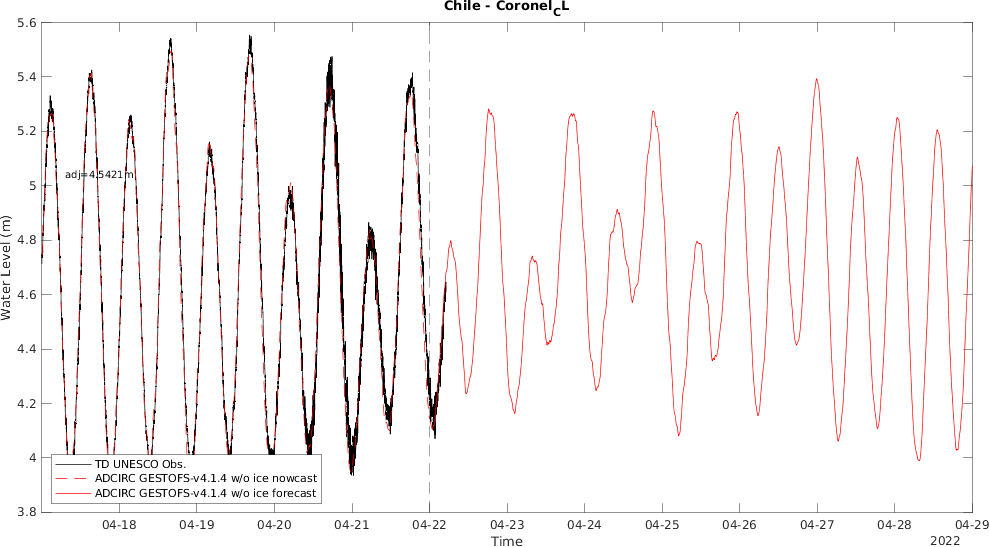 Chile - Coronel_CL
Water Level (m)
5.6
5.4
5.2
5
4.8
4.6
4.4
4.2
4
3.8
adj=4.5421m
TD UNESCO Obs.
ADCIRC GESTOFS-v4.1.4 w/o ice nowcast
ADCIRC GESTOFS-v4.1.4 w/o ice forecast
04-18 04-19 04-20 04-21 04-22 04-23 04-24 04-25 04-26 04-27 04-28 04-29
Time
2022